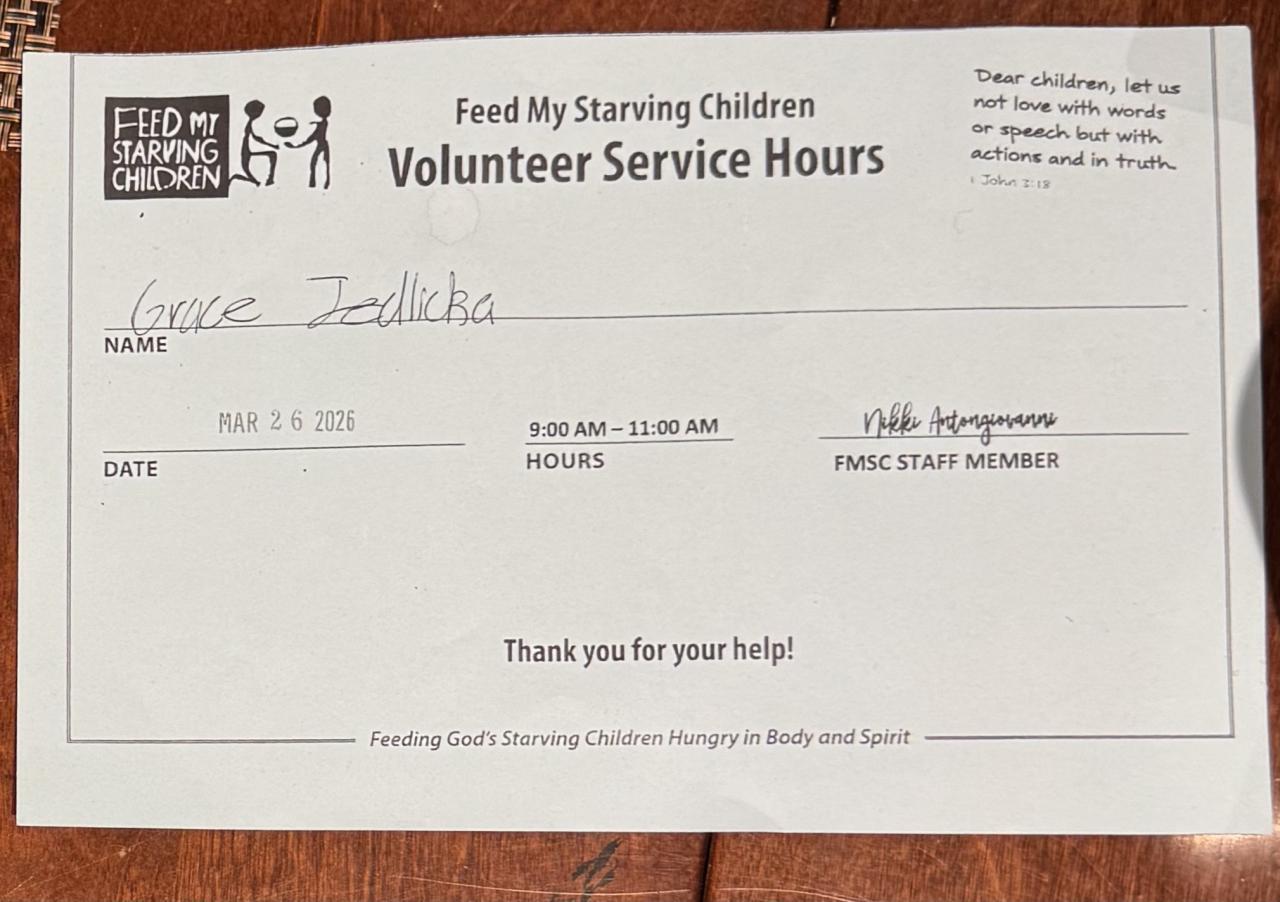 FEED MY
STARVING
CHILDREN
Feed My Starving Children
Volunteer Service Hours
Dear children, let us
not love with words
or speech but with
actions and in truth.
1 John 3:18
Grace Jedlicka
NAME
MAR 26 2026
DATE
9:00 AM – 11:00 AM
HOURS
Nikki Antongiovanni
FMSC STAFF MEMBER
Thank you for your help!
Feeding God's Starving Children Hungry in Body and Spirit